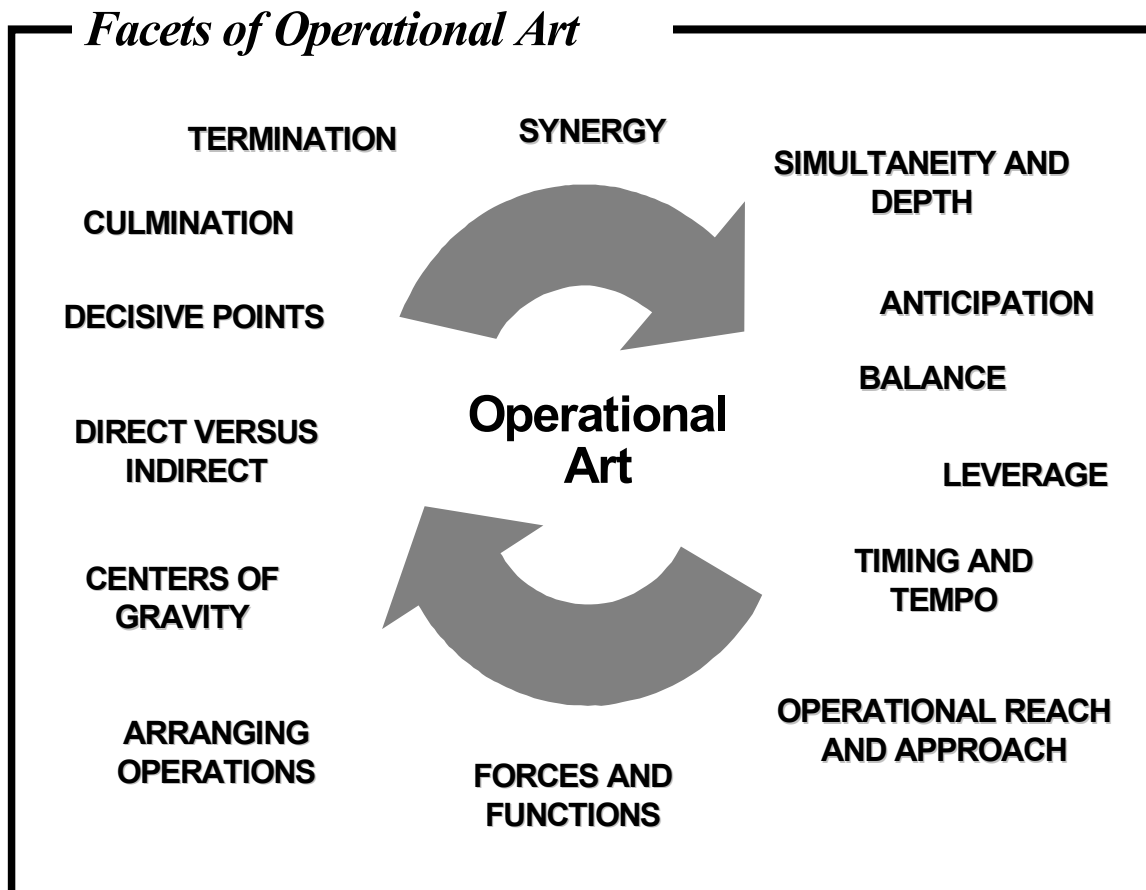 Facets of Operational Art
TERMINATION
SYNERGY
SIMULTANEITY AND
DEPTH
CULMINATION
ANTICIPATION
DECISIVE POINTS
BALANCE
Operational
Art
DIRECT VERSUS
INDIRECT
LEVERAGE
TIMING AND
TEMPO
CENTERS OF
GRAVITY
OPERATIONAL REACH
AND APPROACH
ARRANGING
OPERATIONS
FORCES AND
FUNCTIONS